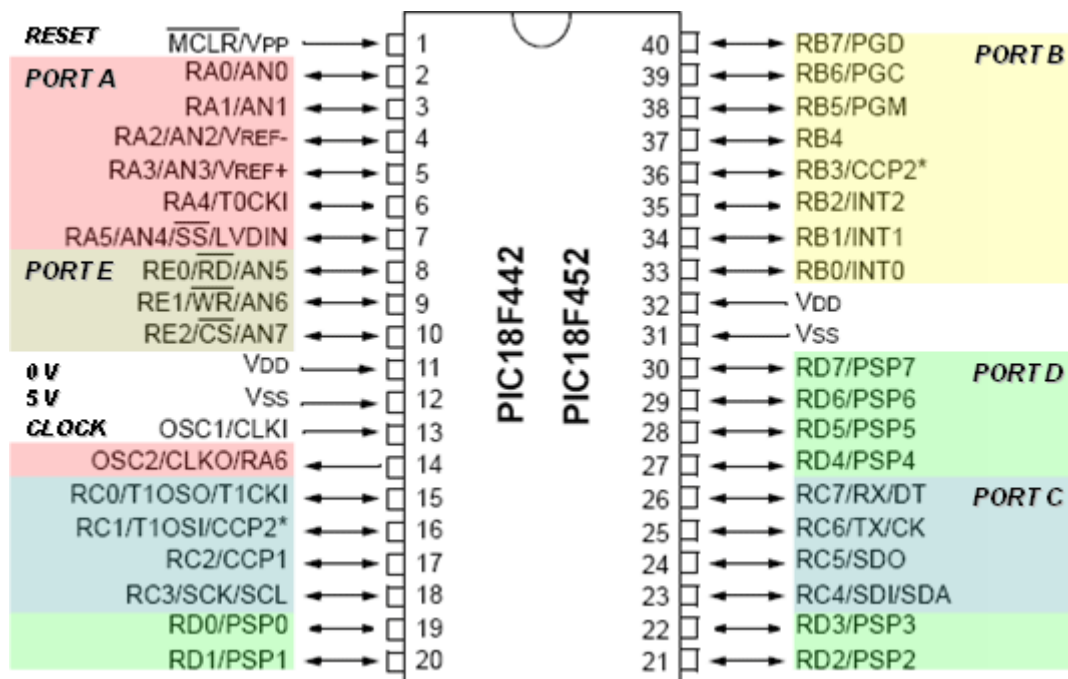 RESET MCLR/VPP 1 40 RB7/PGD PORT B
PORT A RA0/AN0 2 39 RB6/PGC
RA1/AN1 3 38 RB5/PGM
RA2/AN2/VREF- 4 37 RB4
RA3/AN3/VREF+ 5 36 RB3/CCP2*
RA4/T0CKI 6 35 RB2/INT2
RA5/AN4/SS/LVDIN 7 34 RB1/INT1
PORT E RE0/RD/AN5 8 33 RB0/INT0
RE1/WR/AN6 9 32 VDD
RE2/CS/AN7 10 31 VSS
0 V VDD 11 30 RD7/PSP7 PORT D
5 V VSS 12 29 RD6/PSP6
CLOCK OSC1/CLKI 13 28 RD5/PSP5
OSC2/CLKO/RA6 14 27 RD4/PSP4
RC0/T1OSO/T1CKI 15 26 RC7/RX/DT PORT C
RC1/T1OSI/CCP2* 16 25 RC6/TX/CK
RC2/CCP1 17 24 RC5/SDO
RC3/SCK/SCL 18 23 RC4/SDI/SDA
RD0/PSP0 19 22 RD3/PSP3
RD1/PSP1 20 21 RD2/PSP2
PIC18F442
PIC18F452